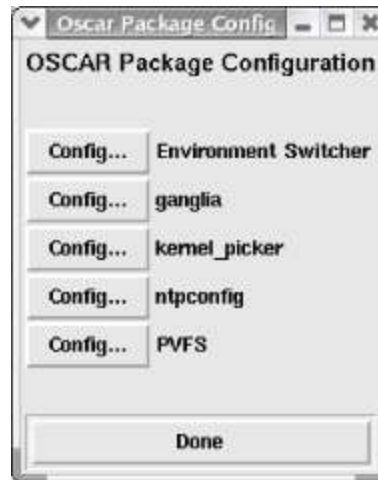 Oscar Package Config
OSCAR Package Configuration
Config... Environment Switcher
Config... ganglia
Config... kernel_picker
Config... ntpconfig
Config... PVFS
Done